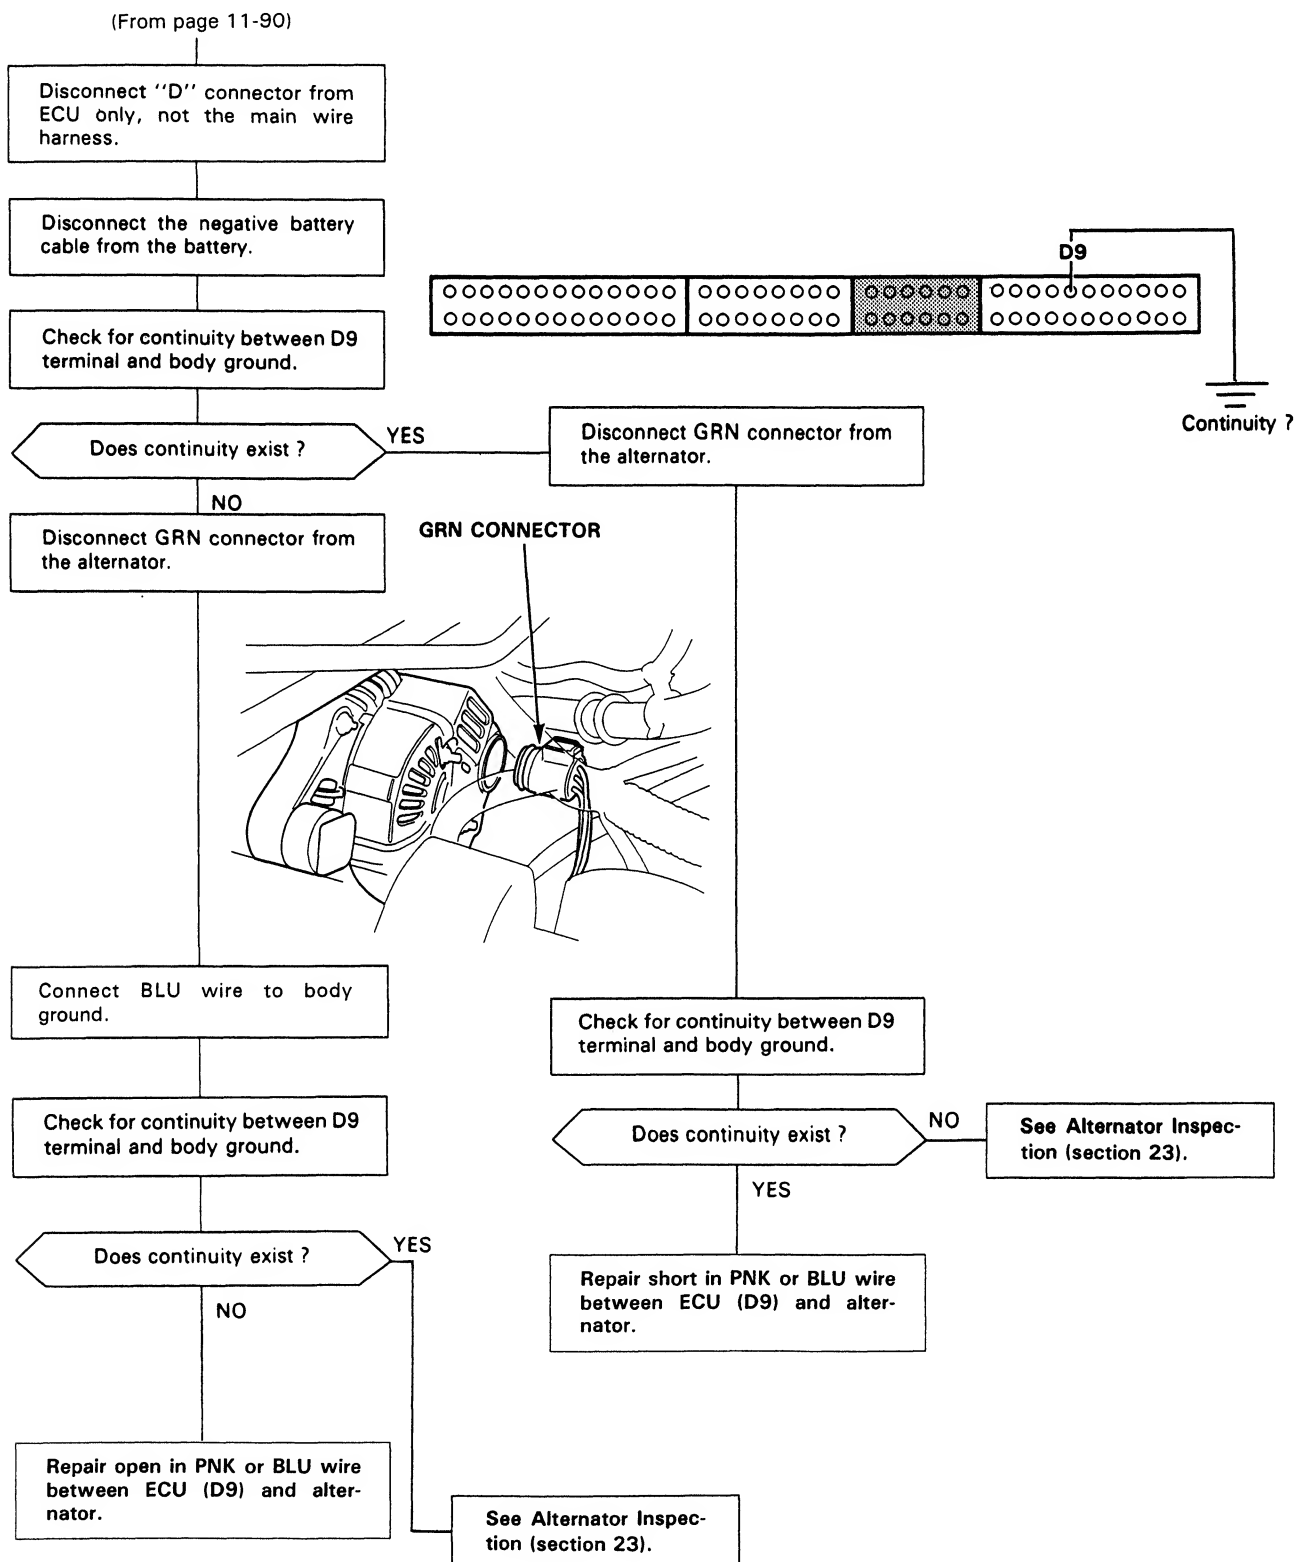 (From page 11-90)
Disconnect "D" connector from
ECU only, not the main wire
harness.
Disconnect the negative battery
cable from the battery.
D9
Check for continuity between D9
terminal and body ground.
Continuity ?
Does continuity exist ?
YES
Disconnect GRN connector from
the alternator.
NO
Disconnect GRN connector from
the alternator.
GRN CONNECTOR
Connect BLU wire to body
ground.
Check for continuity between D9
terminal and body ground.
Check for continuity between D9
terminal and body ground.
Does continuity exist ?
NO
See Alternator Inspec-
tion (section 23).
YES
Does continuity exist ?
YES
NO
Repair short in PNK or BLU wire
between ECU (D9) and alter-
nator.
Repair open in PNK or BLU wire
between ECU (D9) and alter-
nator.
See Alternator Inspec-
tion (section 23).